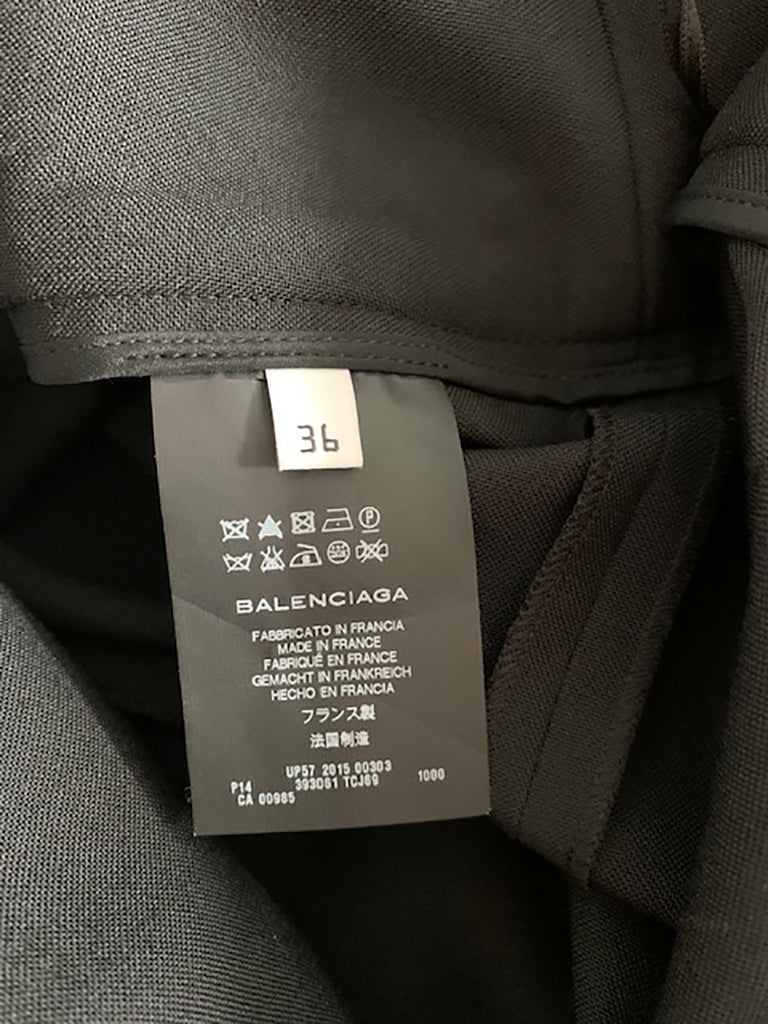 36
P
BALENCIAGA
FABBRICATO IN FRANCIA
MADE IN FRANCE
FABRIQUÉ EN FRANCE
GEMACHT IN FRANKREICH
HECHO EN FRANCIA
フランス製
法国制造
UP57 2015 00303
P14 393061 TCJ69 1000
CA 00985